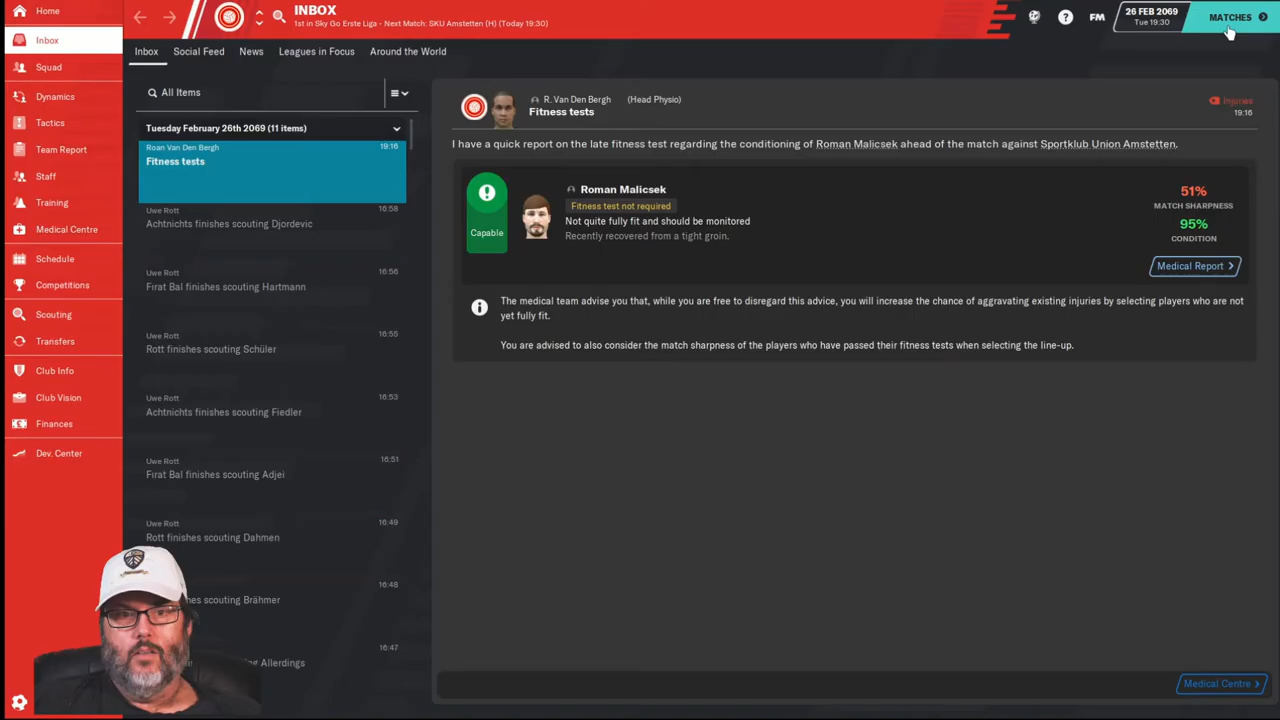 Home
Inbox
Squad
Dynamics
Tactics
Team Report
Staff
Training
Medical Centre
Schedule
Competitions
Scouting
Transfers
Club Info
Club Vision
Finances
Dev. Center
INBOX
1st in Sky Go Erste Liga - Next Match: SKU Amstetten (H) (Today 19:30)
FM
26 FEB 2069
Tue 19:30
MATCHES
Inbox Social Feed News Leagues in Focus Around the World
All Items
Tuesday February 26th 2069 (11 items)
Roan Van Den Bergh 19:16
Fitness tests
Uwe Rott 16:58
Achtnichts finishes scouting Djordevic
Uwe Rott 16:56
Fırat Bal finishes scouting Hartmann
Uwe Rott 16:55
Rott finishes scouting Schüler
Uwe Rott 16:53
Achtnichts finishes scouting Fiedler
Uwe Rott 16:51
Fırat Bal finishes scouting Adjei
Uwe Rott 16:49
Rott finishes scouting Dahmen
16:48
es scouting Brähmer
16:47
ng Allerdings
R. Van Den Bergh (Head Physio)
Fitness tests
Injuries
19:16
I have a quick report on the late fitness test regarding the conditioning of Roman Malicsek ahead of the match against Sportklub Union Amstetten.
Capable
Roman Malicsek
Fitness test not required
Not quite fully fit and should be monitored
Recently recovered from a tight groin.
51%
MATCH SHARPNESS
95%
CONDITION
Medical Report
The medical team advise you that, while you are free to disregard this advice, you will increase the chance of aggravating existing injuries by selecting players who are not
yet fully fit.
You are advised to also consider the match sharpness of the players who have passed their fitness tests when selecting the line-up.
Medical Centre